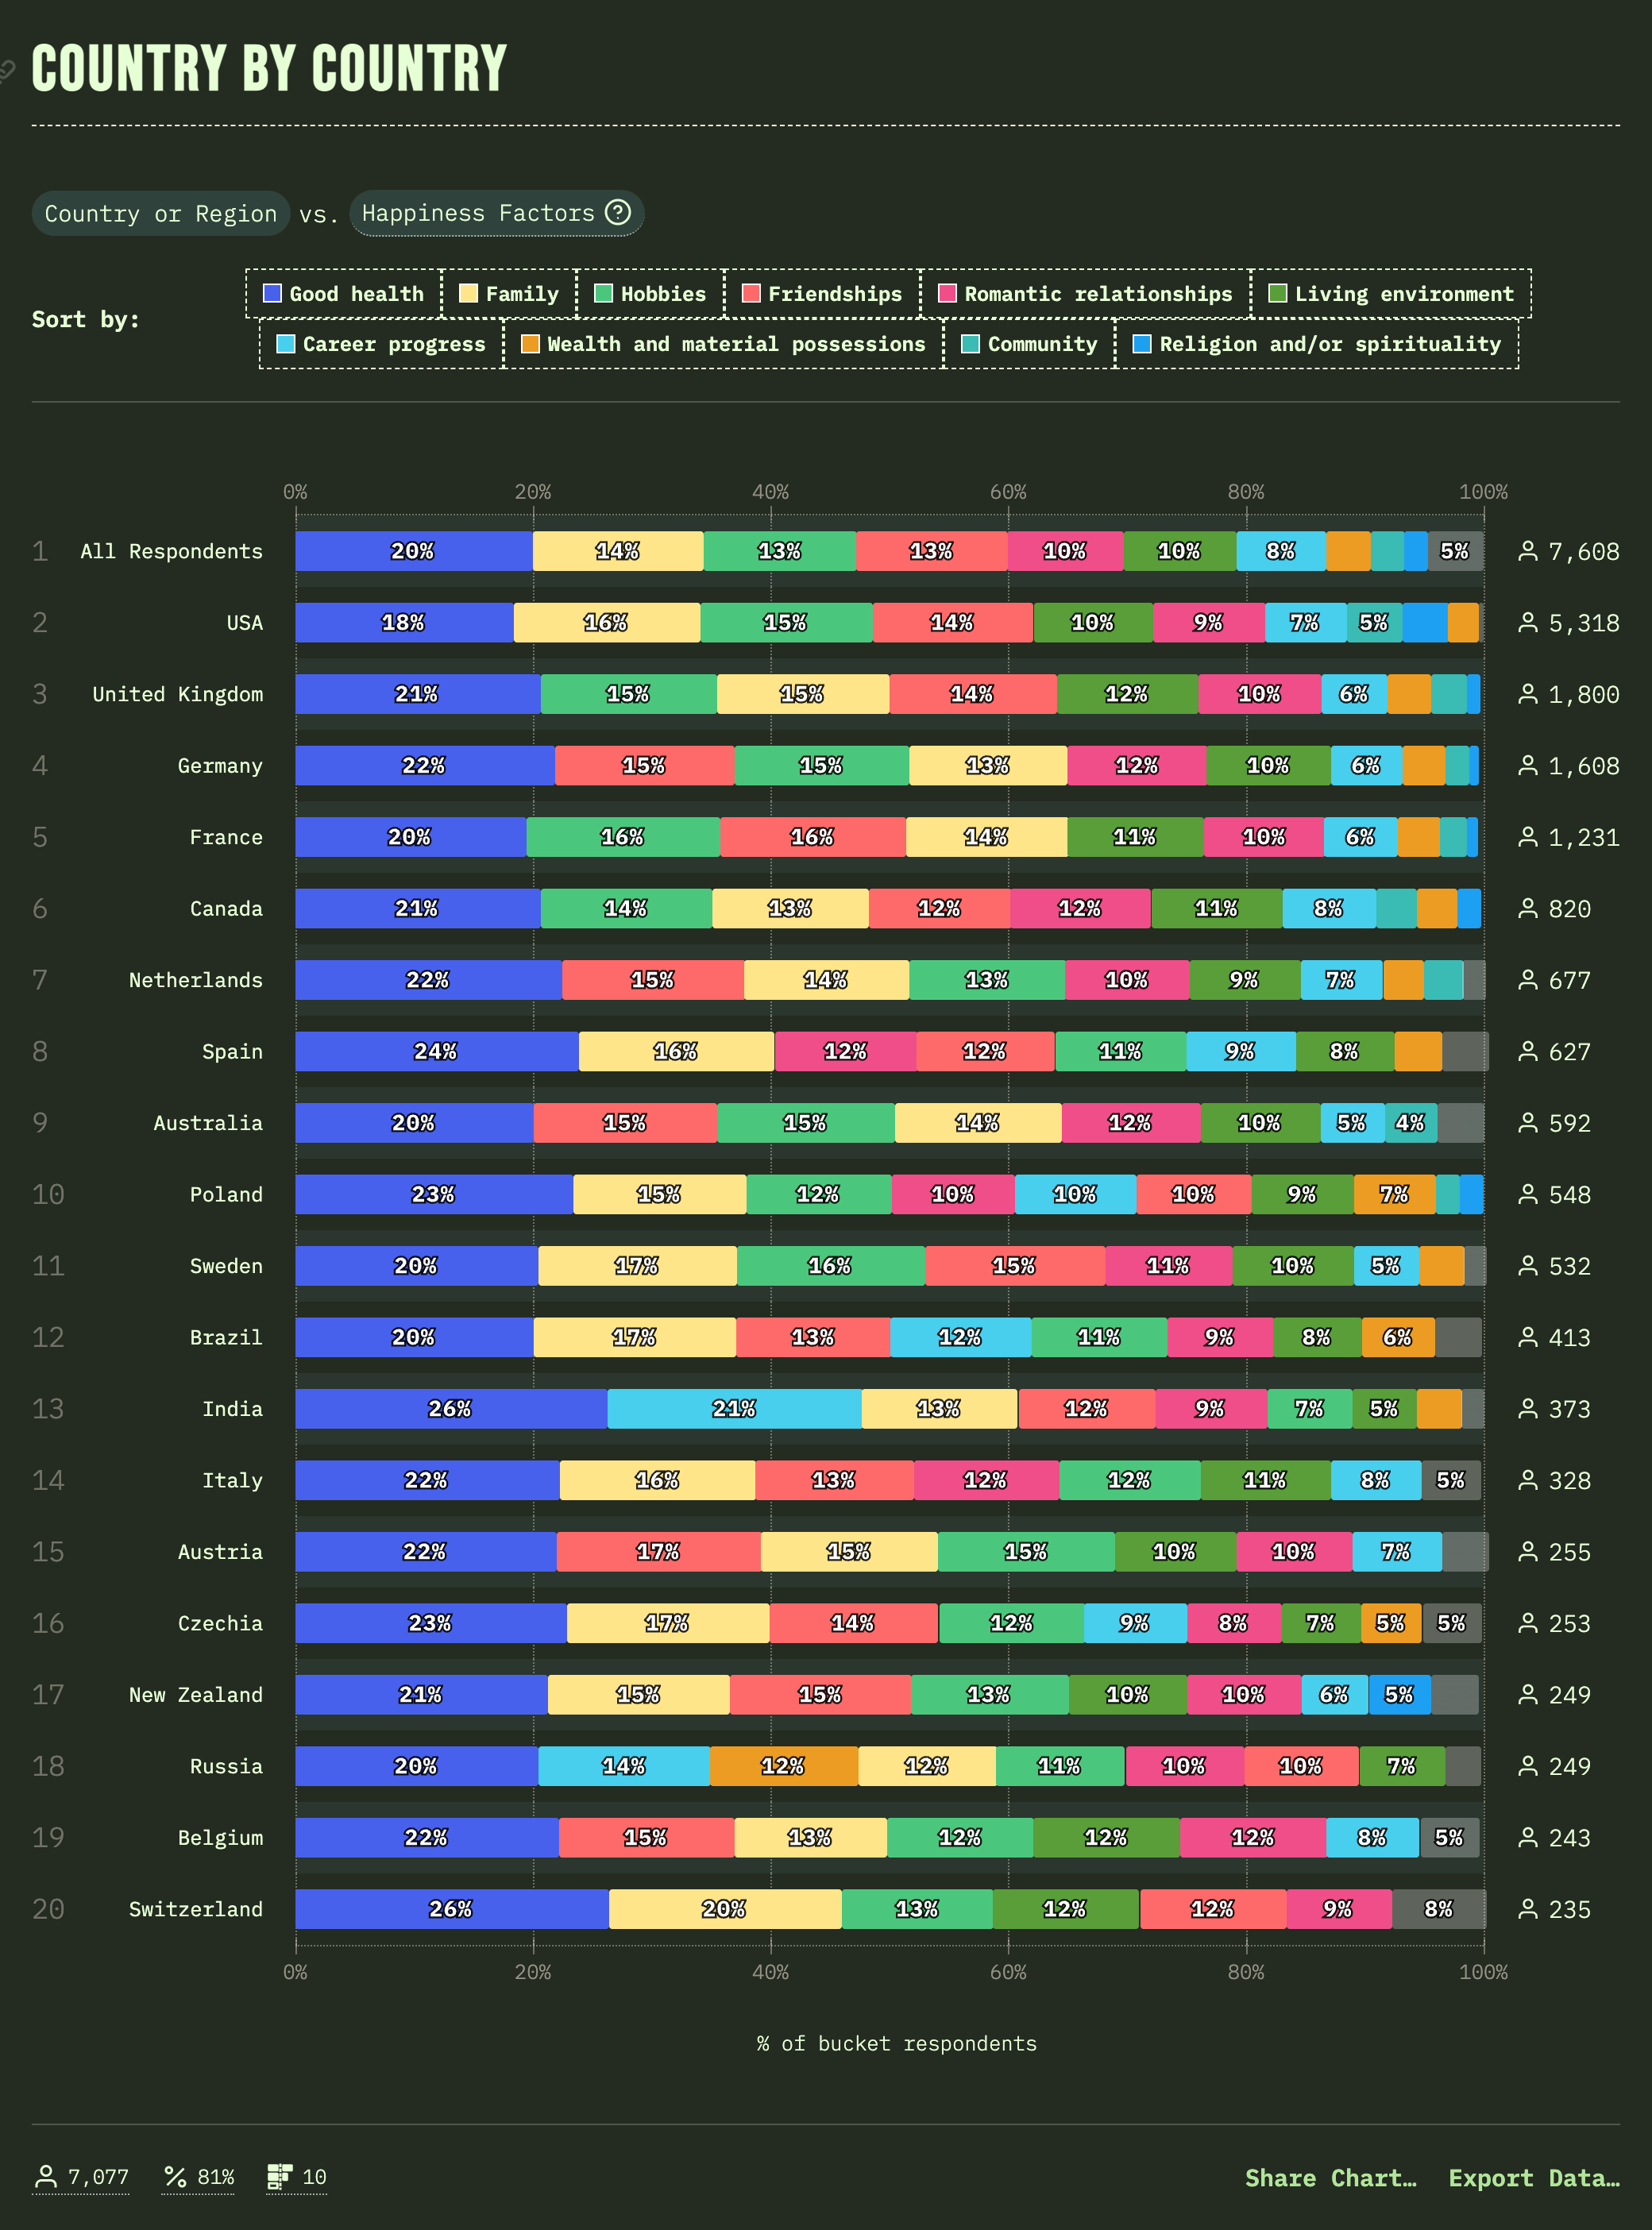 COUNTRY BY COUNTRY
Country or Region vs. Happiness Factors ?
Sort by:
Good health Family Hobbies Friendships Romantic relationships Living environment
Career progress Wealth and material possessions Community Religion and/or spirituality
0% 20% 40% 60% 80% 100%
1 All Respondents 20% 14% 13% 13% 10% 10% 8% 5% 7,608
2 USA 18% 16% 15% 14% 10% 9% 7% 5% 5,318
3 United Kingdom 21% 15% 15% 14% 12% 10% 6% 1,800
4 Germany 22% 15% 15% 13% 12% 10% 6% 1,608
5 France 20% 16% 16% 14% 11% 10% 6% 1,231
6 Canada 21% 14% 13% 12% 12% 11% 8% 820
7 Netherlands 22% 15% 14% 13% 10% 9% 7% 677
8 Spain 24% 16% 12% 12% 11% 9% 8% 627
9 Australia 20% 15% 15% 14% 12% 10% 5% 4% 592
10 Poland 23% 15% 12% 10% 10% 10% 9% 7% 548
11 Sweden 20% 17% 16% 15% 11% 10% 5% 532
12 Brazil 20% 17% 13% 12% 11% 9% 8% 6% 413
13 India 26% 21% 13% 12% 9% 7% 5% 373
14 Italy 22% 16% 13% 12% 12% 11% 8% 5% 328
15 Austria 22% 17% 15% 15% 10% 10% 7% 255
16 Czechia 23% 17% 14% 12% 9% 8% 7% 5% 5% 253
17 New Zealand 21% 15% 15% 13% 10% 10% 6% 5% 249
18 Russia 20% 14% 12% 12% 11% 10% 10% 7% 249
19 Belgium 22% 15% 13% 12% 12% 12% 8% 5% 243
20 Switzerland 26% 20% 13% 12% 12% 9% 8% 235
0% 20% 40% 60% 80% 100%
% of bucket respondents
7,077 % 81% 10 Share Chart… Export Data…